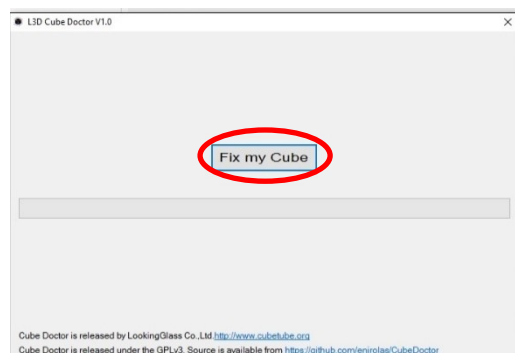 L3D Cube Doctor V1.0
Fix my Cube
Cube Doctor is released by LookingGlass Co.,Ltd.http://www.cubetube.org
Cube Doctor is released under the GPLv3. Source is available from https://github.com/enjrolas/CubeDoctor